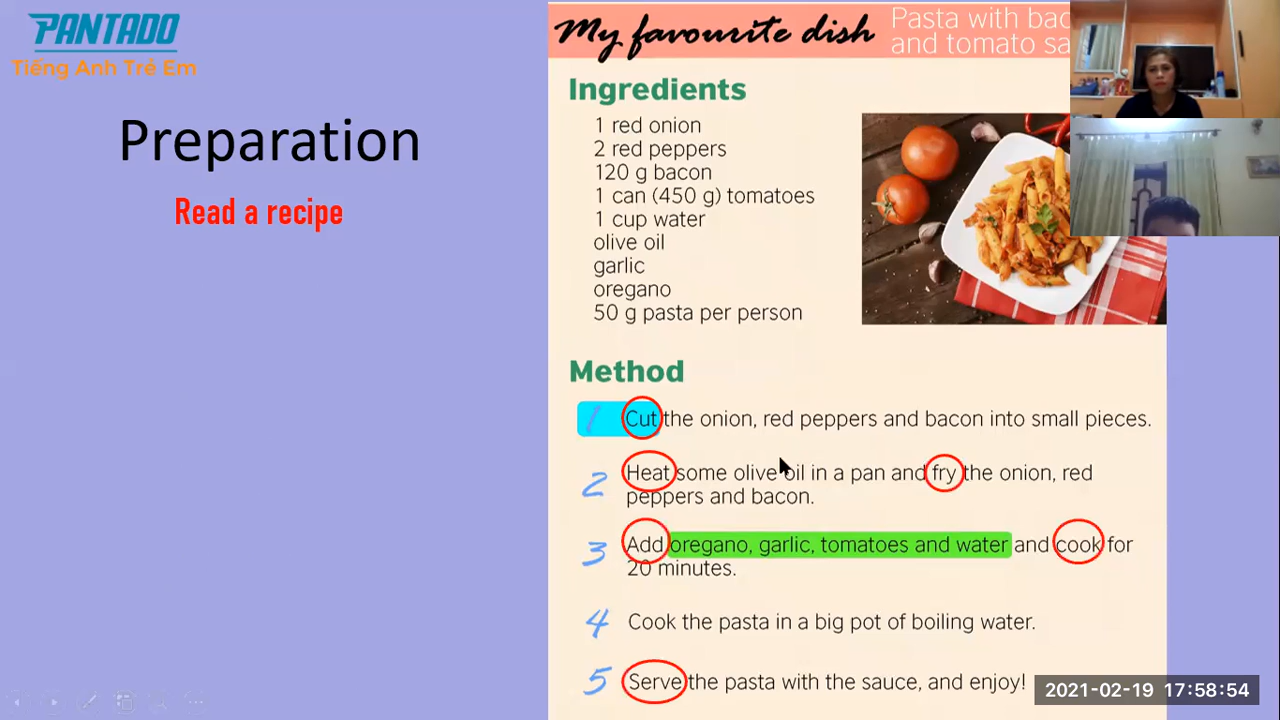 PANTADO
Tiếng Anh Trẻ Em
Preparation
Read a recipe
My favourite dish
Pasta with
and tomato
Ingredients
1 red onion
2 red peppers
120 g bacon
1 can (450 g) tomatoes
1 cup water
olive oil
garlic
oregano
50 g pasta per person
Method
1 Cut the onion, red peppers and bacon into small pieces.
2 Heat some olive oil in a pan and fry the onion, red
peppers and bacon.
3 Add oregano, garlic, tomatoes and water and cook for
20 minutes.
4 Cook the pasta in a big pot of boiling water.
5 Serve the pasta with the sauce, and enjoy!
2021-02-19 17:58:54